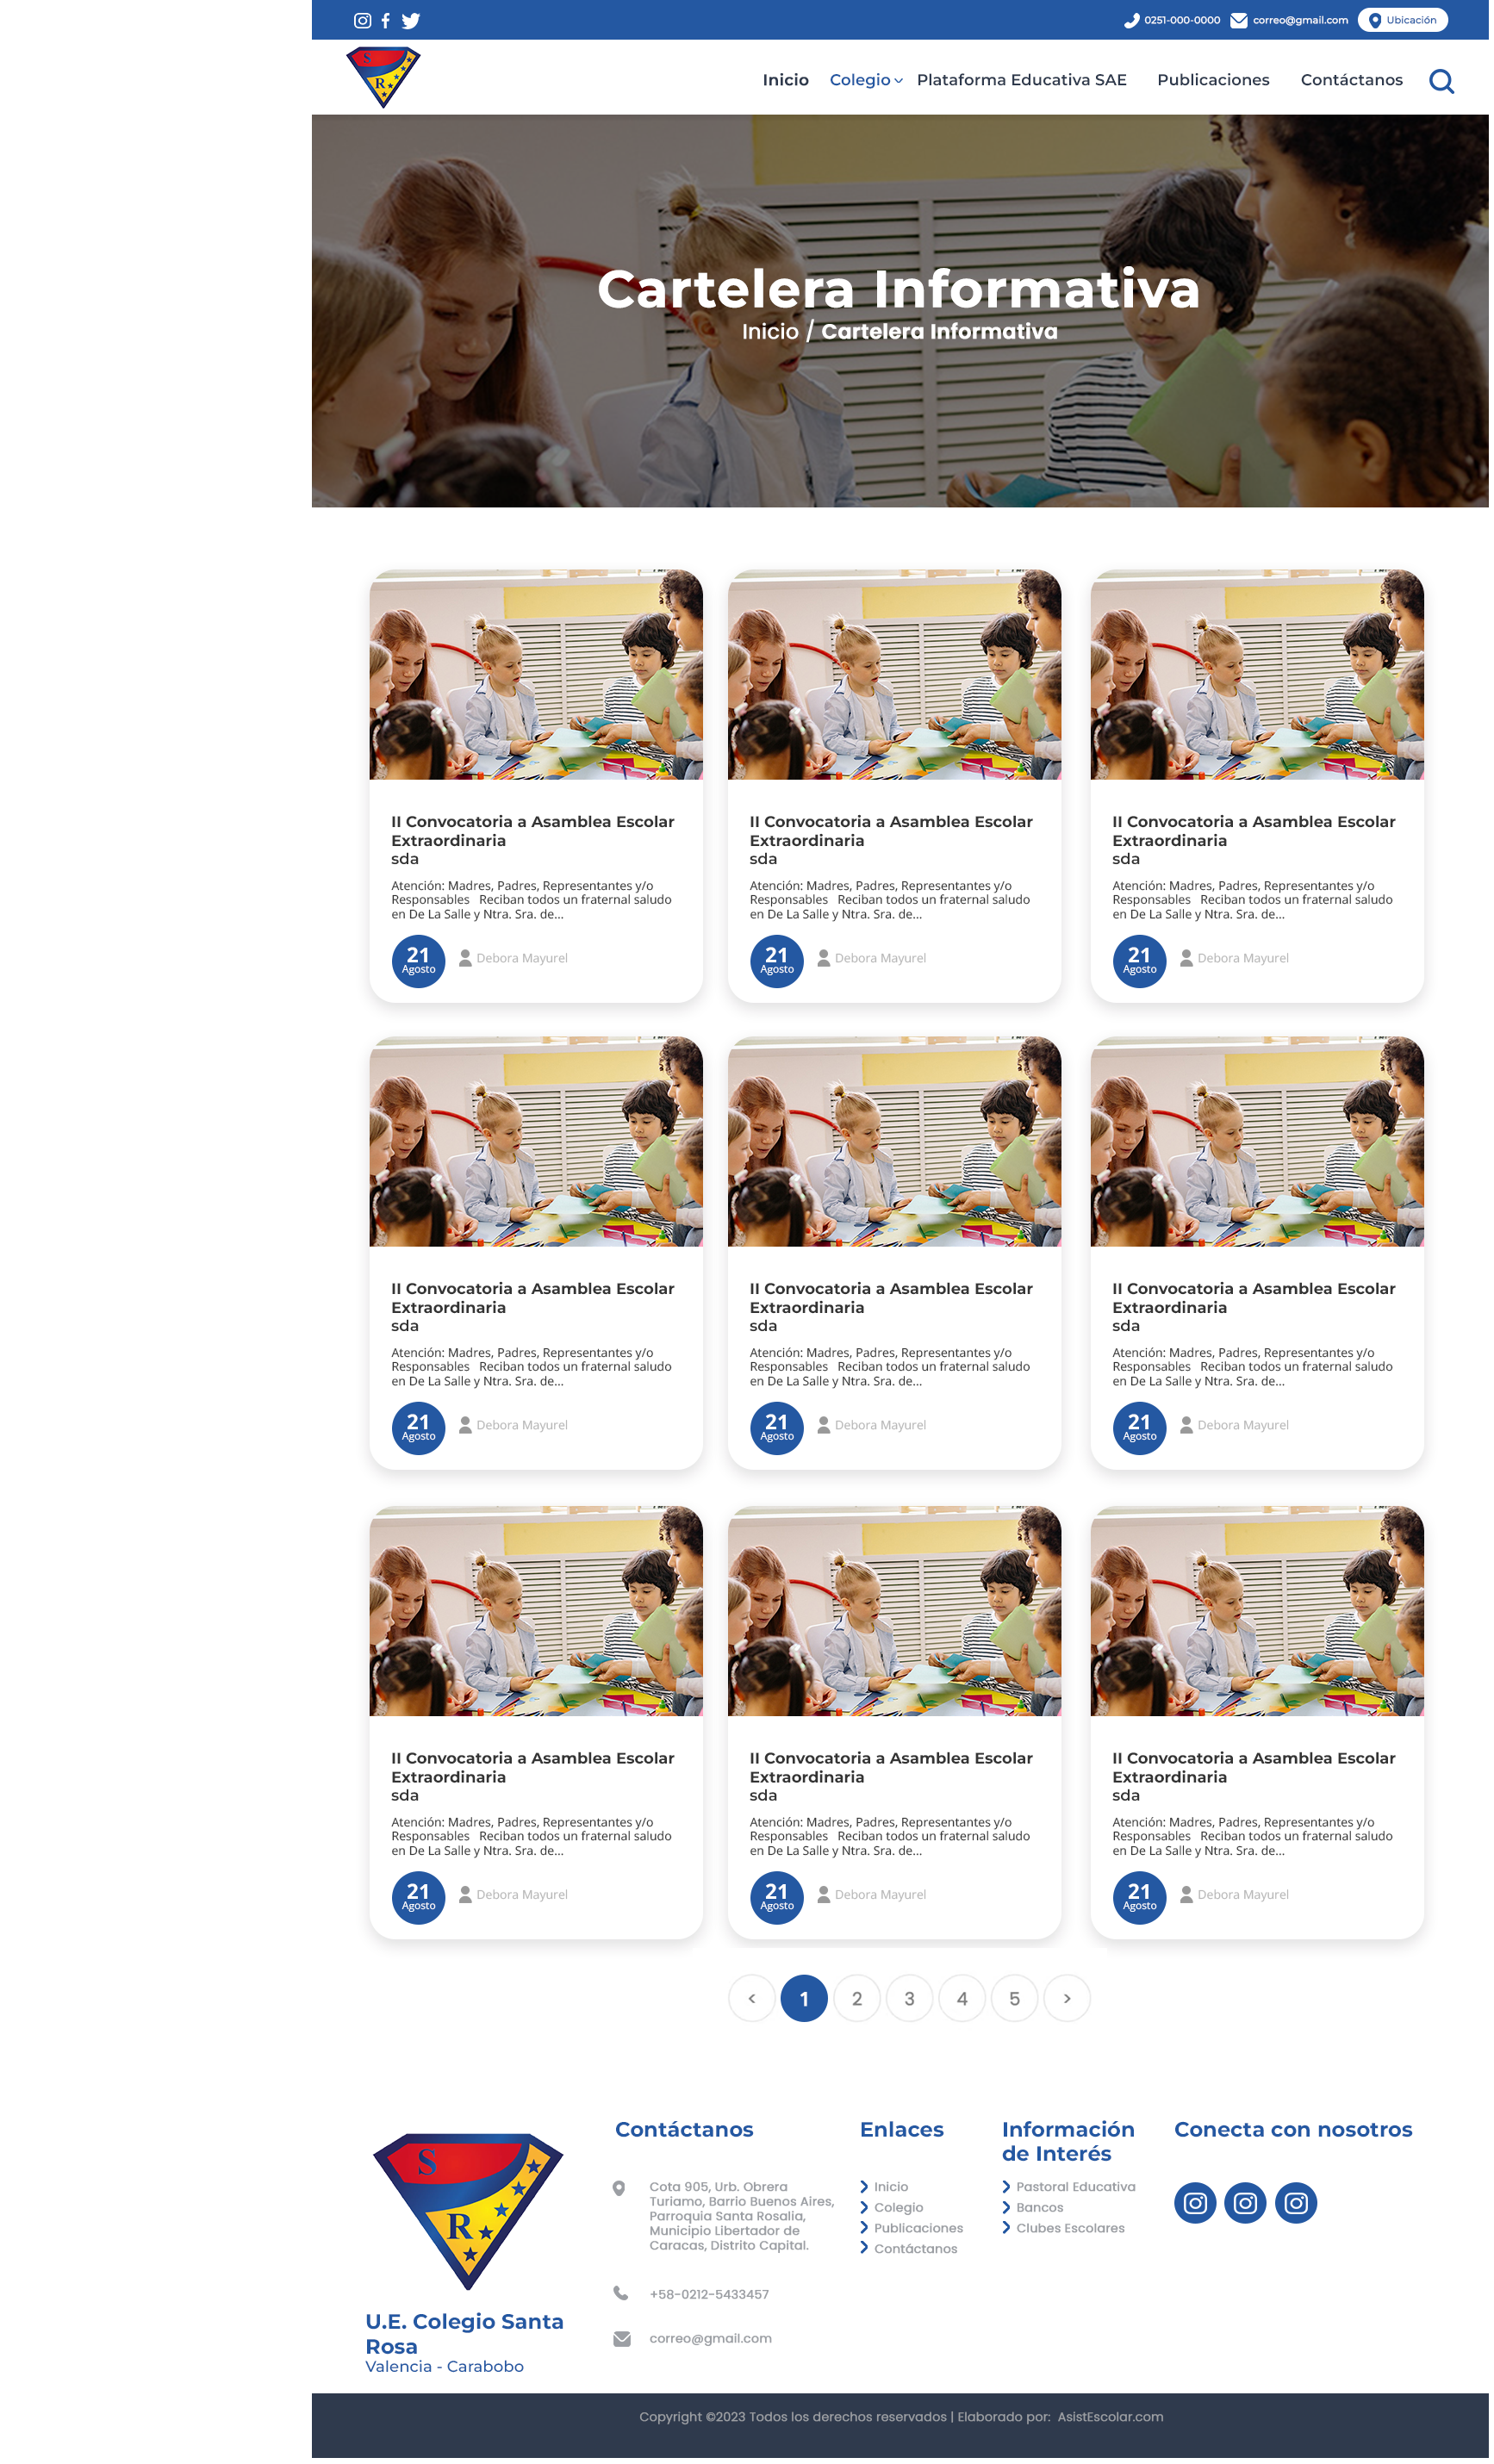 0251-000-0000 correo@gmail.com Ubicación
S
R
Inicio Colegio Plataforma Educativa SAE Publicaciones Contáctanos
Cartelera Informativa
Inicio / Cartelera Informativa
II Convocatoria a Asamblea Escolar
Extraordinaria
sda
Atención: Madres, Padres, Representantes y/o
Responsables Reciban todos un fraternal saludo
en De La Salle y Ntra. Sra. de...
21
Agosto
Debora Mayurel
II Convocatoria a Asamblea Escolar
Extraordinaria
sda
Atención: Madres, Padres, Representantes y/o
Responsables Reciban todos un fraternal saludo
en De La Salle y Ntra. Sra. de...
21
Agosto
Debora Mayurel
II Convocatoria a Asamblea Escolar
Extraordinaria
sda
Atención: Madres, Padres, Representantes y/o
Responsables Reciban todos un fraternal saludo
en De La Salle y Ntra. Sra. de...
21
Agosto
Debora Mayurel
II Convocatoria a Asamblea Escolar
Extraordinaria
sda
Atención: Madres, Padres, Representantes y/o
Responsables Reciban todos un fraternal saludo
en De La Salle y Ntra. Sra. de...
21
Agosto
Debora Mayurel
II Convocatoria a Asamblea Escolar
Extraordinaria
sda
Atención: Madres, Padres, Representantes y/o
Responsables Reciban todos un fraternal saludo
en De La Salle y Ntra. Sra. de...
21
Agosto
Debora Mayurel
II Convocatoria a Asamblea Escolar
Extraordinaria
sda
Atención: Madres, Padres, Representantes y/o
Responsables Reciban todos un fraternal saludo
en De La Salle y Ntra. Sra. de...
21
Agosto
Debora Mayurel
II Convocatoria a Asamblea Escolar
Extraordinaria
sda
Atención: Madres, Padres, Representantes y/o
Responsables Reciban todos un fraternal saludo
en De La Salle y Ntra. Sra. de...
21
Agosto
Debora Mayurel
II Convocatoria a Asamblea Escolar
Extraordinaria
sda
Atención: Madres, Padres, Representantes y/o
Responsables Reciban todos un fraternal saludo
en De La Salle y Ntra. Sra. de...
21
Agosto
Debora Mayurel
II Convocatoria a Asamblea Escolar
Extraordinaria
sda
Atención: Madres, Padres, Representantes y/o
Responsables Reciban todos un fraternal saludo
en De La Salle y Ntra. Sra. de...
21
Agosto
Debora Mayurel
< 1 2 3 4 5 >
S
R
U.E. Colegio Santa
Rosa
Valencia - Carabobo
Contáctanos
Cota 905, Urb. Obrera
Turiamo, Barrio Buenos Aires,
Parroquia Santa Rosalia,
Municipio Libertador de
Caracas, Distrito Capital.
+58-0212-5433457
correo@gmail.com
Enlaces
Inicio
Colegio
Publicaciones
Contáctanos
Información
de Interés
Pastoral Educativa
Bancos
Clubes Escolares
Conecta con nosotros
Copyright ©2023 Todos los derechos reservados | Elaborado por: AsistEscolar.com